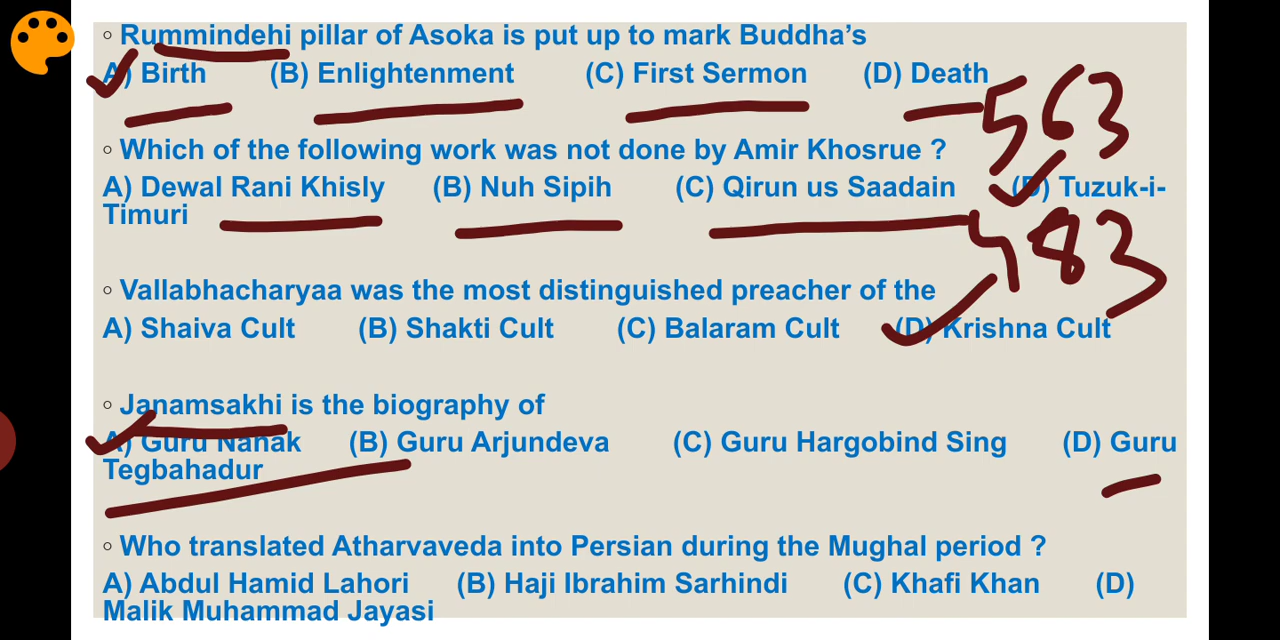 ◦ Rummindehi pillar of Asoka is put up to mark Buddha's
A) Birth (B) Enlightenment (C) First Sermon (D) Death
563
◦ Which of the following work was not done by Amir Khosrue ?
A) Dewal Rani Khisly (B) Nuh Sipih (C) Qirun us Saadain (D) Tuzuk-i-
Timuri
483
◦ Vallabhacharyaa was the most distinguished preacher of the
A) Shaiva Cult (B) Shakti Cult (C) Balaram Cult (D) Krishna Cult
◦ Janamsakhi is the biography of
A) Guru Nanak (B) Guru Arjundeva (C) Guru Hargobind Sing (D) Guru
Tegbahadur
◦ Who translated Atharvaveda into Persian during the Mughal period ?
A) Abdul Hamid Lahori (B) Haji Ibrahim Sarhindi (C) Khafi Khan (D)
Malik Muhammad Jayasi